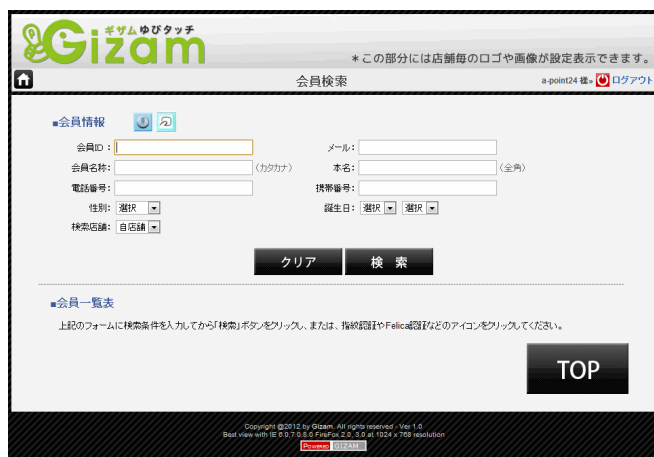 ギザム ゆびタッチ
Gizam
*この部分には店舗毎のロゴや画像が設定表示できます。
会員検索
a-point24 様» ログアウト
■会員情報
会員ID：
メール：
会員名称：
（カタカナ）
本名：
（全角）
電話番号：
携帯番号：
性別： 選択
誕生日： 選択 選択
検索店舗： 自店舗
クリア
検 索
■会員一覧表
上記のフォームに検索条件を入力してから「検索」ボタンをクリック、または、指紋認証やFelica認証などのアイコンをクリックしてください。
TOP
Copyright @2012 by Gizam. All rights reserved - Ver 1.0
Best view with IE 6.0,7.0,8.0 FireFox 2.0, 3.0 at 1024 x 768 resolution
Powered GIZAM